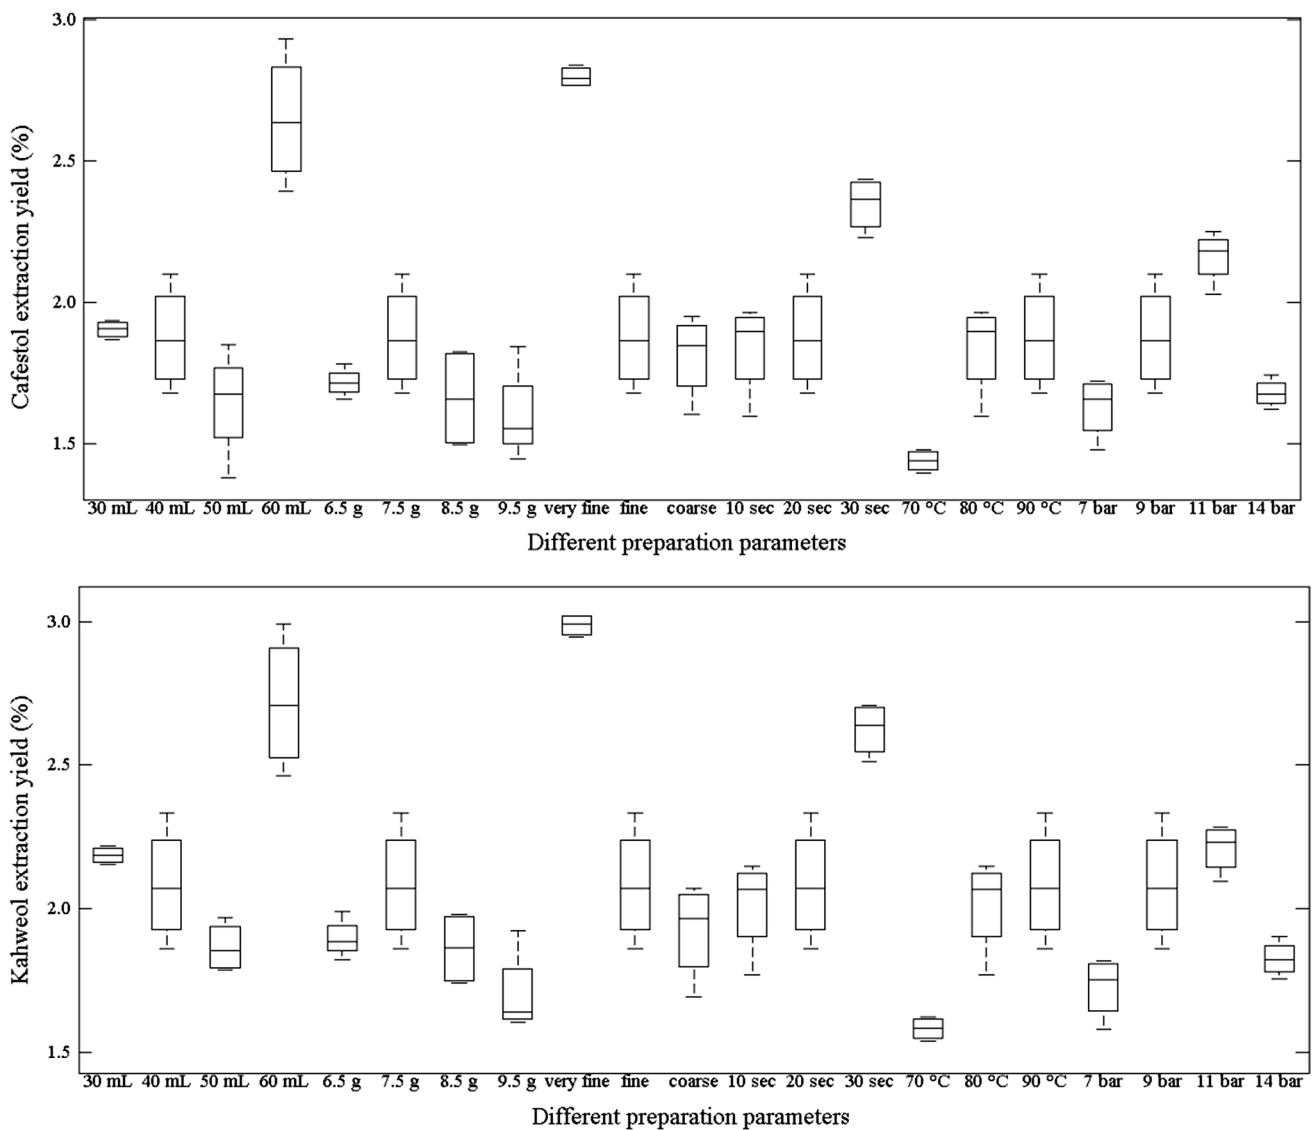 3.0
2.5
2.0
1.5
Cafestol extraction yield (%)
30 mL 40 mL 50 mL 60 mL 6.5 g 7.5 g 8.5 g 9.5 g very fine fine coarse 10 sec 20 sec 30 sec 70 °C 80 °C 90 °C 7 bar 9 bar 11 bar 14 bar
Different preparation parameters
3.0
2.5
2.0
1.5
Kahweol extraction yield (%)
30 mL 40 mL 50 mL 60 mL 6.5 g 7.5 g 8.5 g 9.5 g very fine fine coarse 10 sec 20 sec 30 sec 70 °C 80 °C 90 °C 7 bar 9 bar 11 bar 14 bar
Different preparation parameters